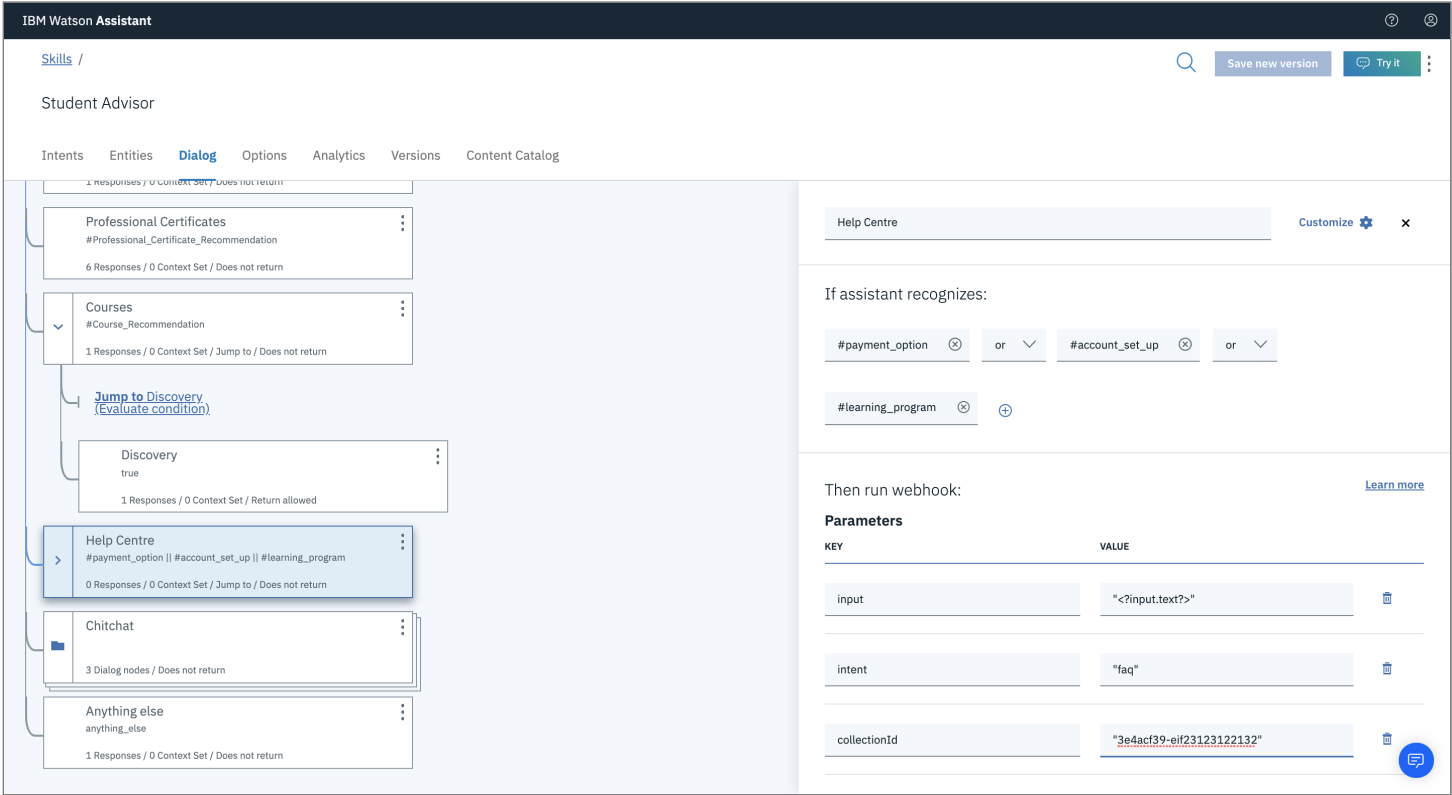 IBM Watson Assistant
Skills /
Save new version
Try it
Student Advisor
Intents Entities Dialog Options Analytics Versions Content Catalog
1 Responses / 0 Context Set / Does not return
Professional Certificates
#Professional_Certificate_Recommendation
6 Responses / 0 Context Set / Does not return
Courses
#Course_Recommendation
1 Responses / 0 Context Set / Jump to / Does not return
Jump to Discovery
(Evaluate condition)
Discovery
true
1 Responses / 0 Context Set / Return allowed
Help Centre
#payment_option || #account_set_up || #learning_program
0 Responses / 0 Context Set / Jump to / Does not return
Chitchat
3 Dialog nodes / Does not return
Anything else
anything_else
1 Responses / 0 Context Set / Does not return
Help Centre
Customize
If assistant recognizes:
#payment_option or #account_set_up or
#learning_program
Then run webhook:
Learn more
Parameters
KEY VALUE
input "<?input.text?>"
intent "faq"
collectionId "3e4acf39-eif23123122132"